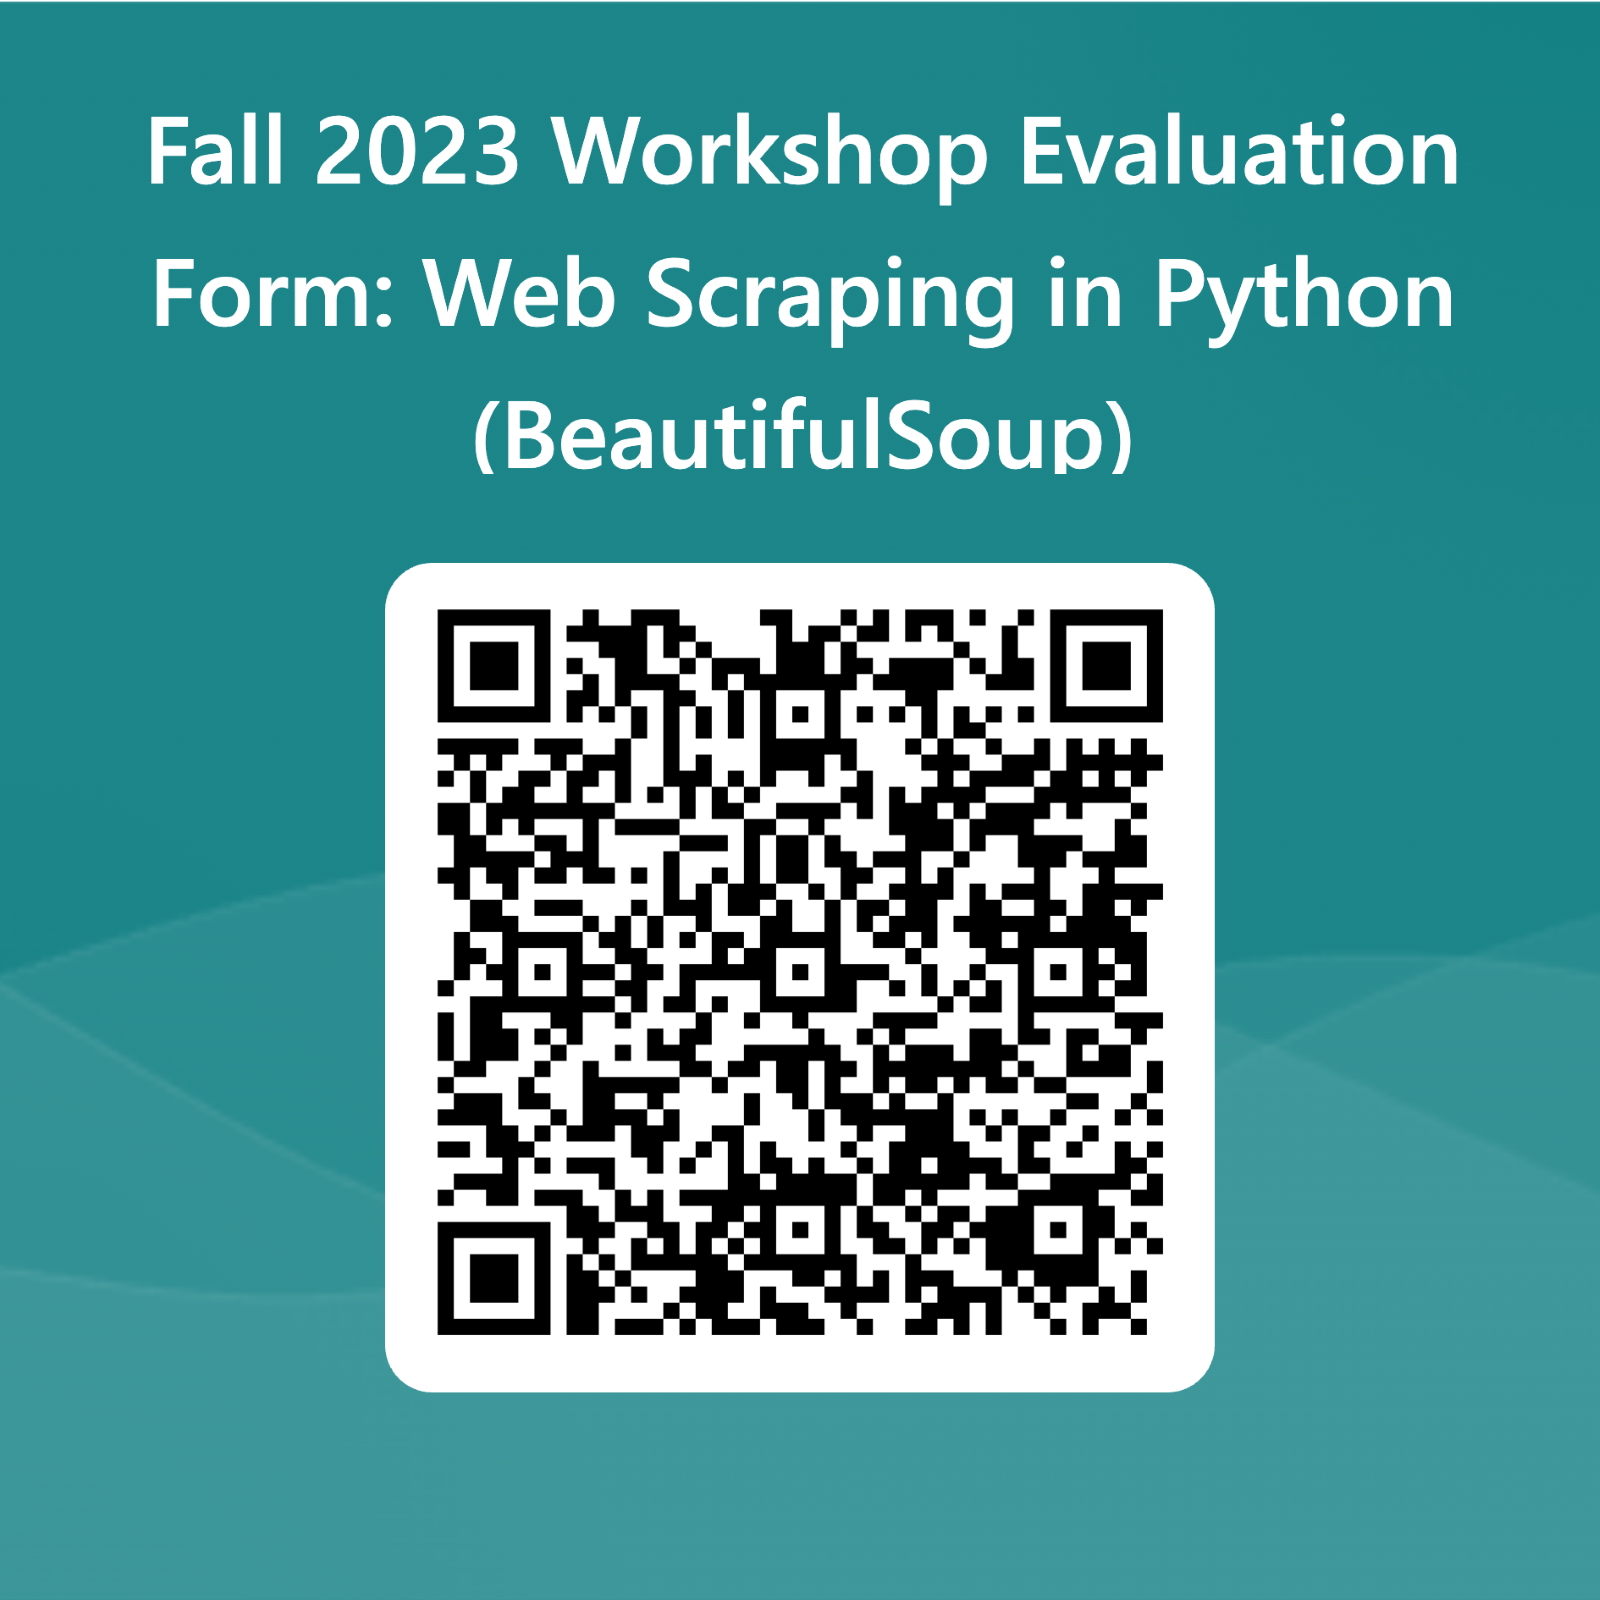 Fall 2023 Workshop Evaluation
Form: Web Scraping in Python
(BeautifulSoup)